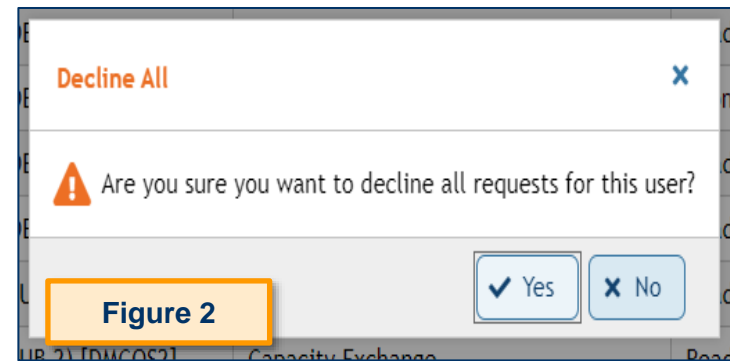 Decline All
Are you sure you want to decline all requests for this user?
Yes
No
Figure 2
[DMCOS2]
Capacity Exchange